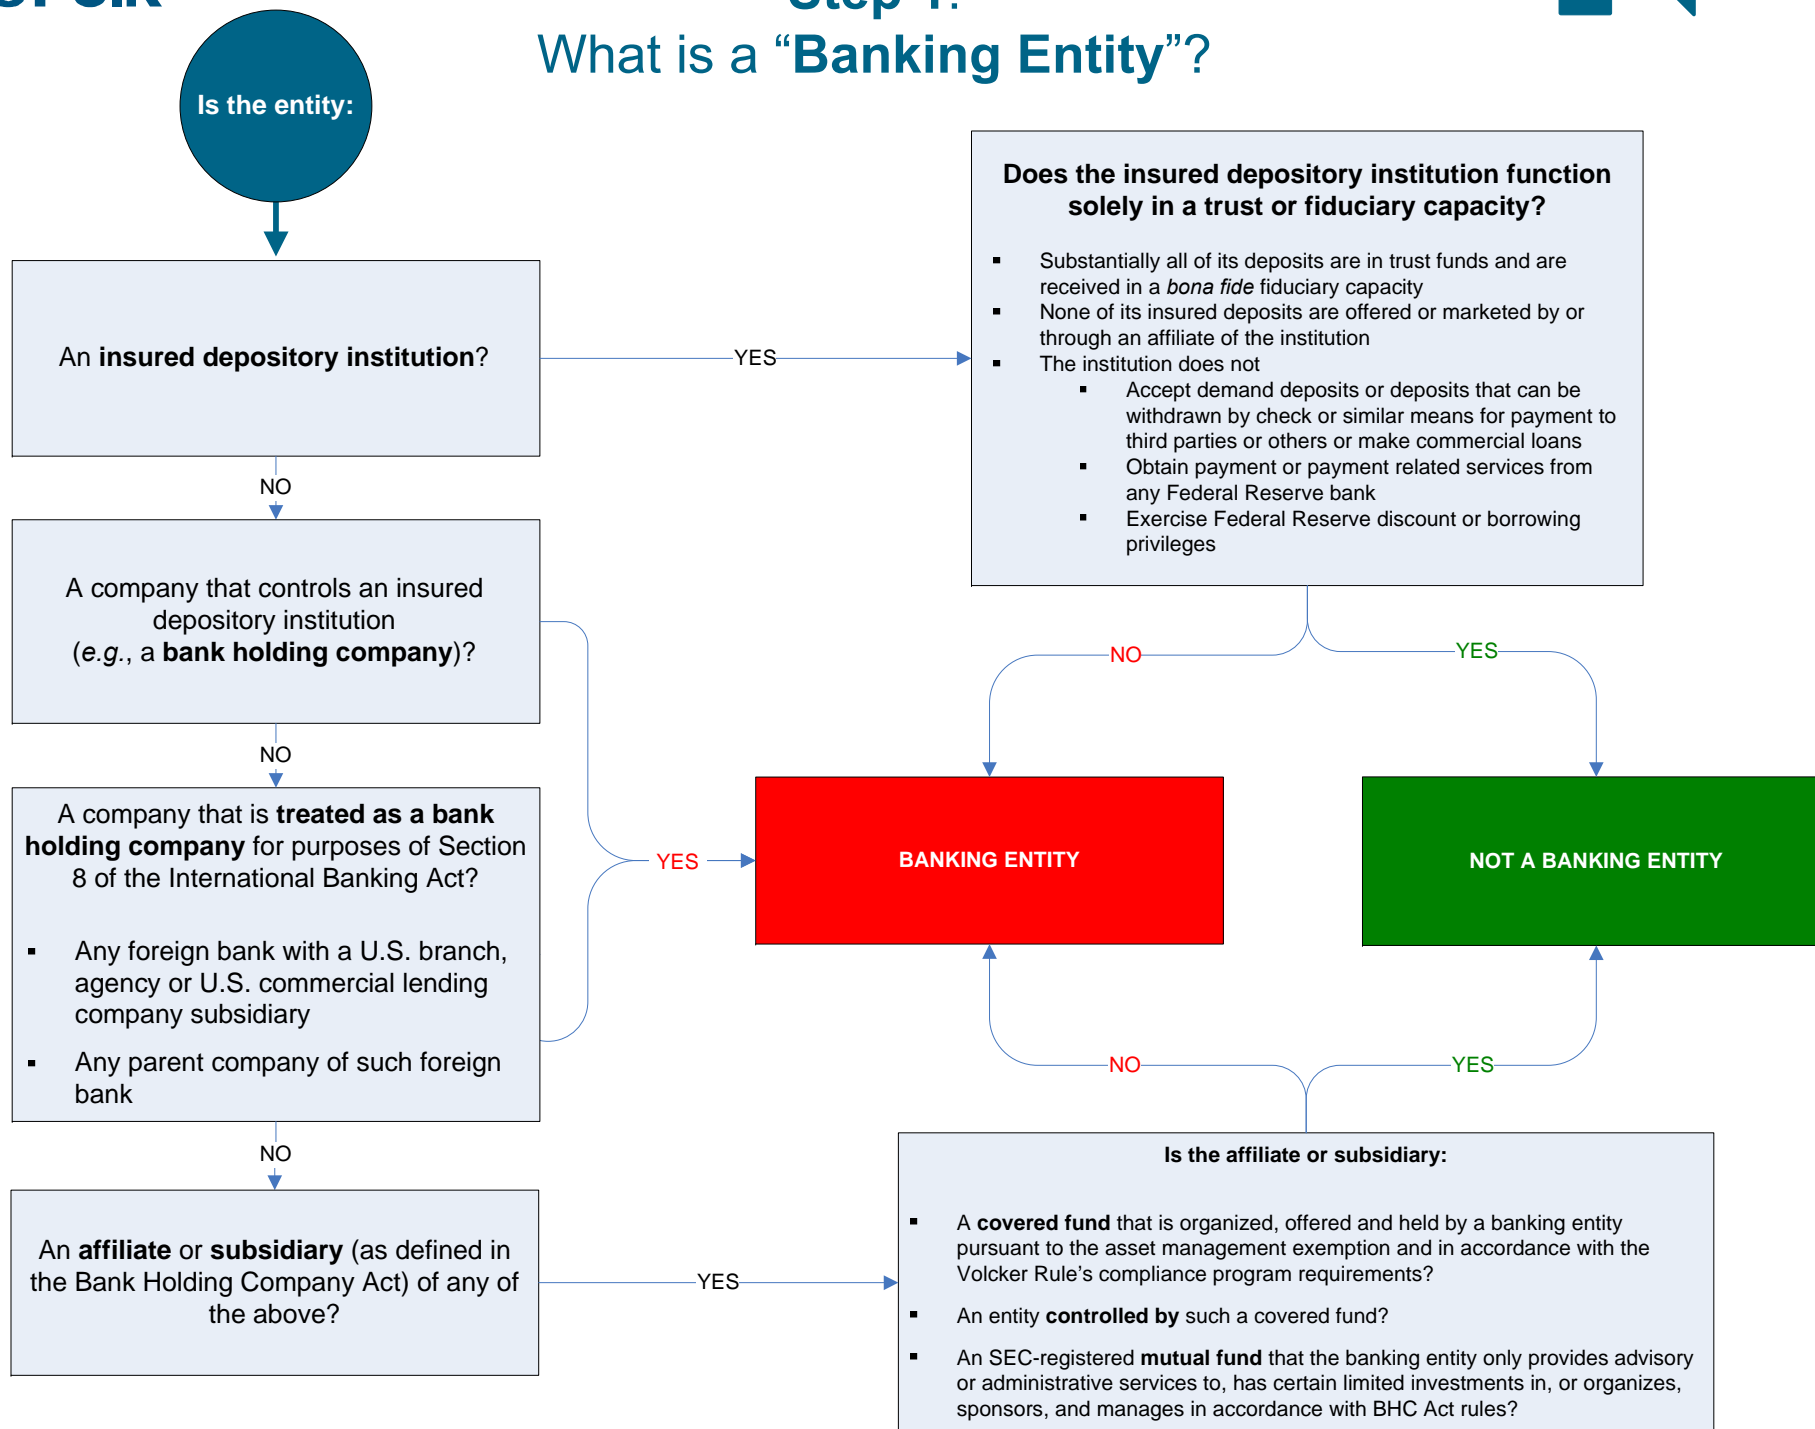 What is a “Banking Entity”?
Is the entity:
An insured depository institution?
YES
NO
A company that controls an insured
depository institution
(e.g., a bank holding company)?
NO
A company that is treated as a bank
holding company for purposes of Section
8 of the International Banking Act?
▪ Any foreign bank with a U.S. branch,
agency or U.S. commercial lending
company subsidiary
▪ Any parent company of such foreign
bank
YES
NO
An affiliate or subsidiary (as defined in
the Bank Holding Company Act) of any of
the above?
YES
Does the insured depository institution function
solely in a trust or fiduciary capacity?
▪ Substantially all of its deposits are in trust funds and are
received in a bona fide fiduciary capacity
▪ None of its insured deposits are offered or marketed by or
through an affiliate of the institution
▪ The institution does not
▪ Accept demand deposits or deposits that can be
withdrawn by check or similar means for payment to
third parties or others or make commercial loans
▪ Obtain payment or payment related services from
any Federal Reserve bank
▪ Exercise Federal Reserve discount or borrowing
privileges
NO
YES
BANKING ENTITY
NOT A BANKING ENTITY
NO
YES
Is the affiliate or subsidiary:
▪ A covered fund that is organized, offered and held by a banking entity
pursuant to the asset management exemption and in accordance with the
Volcker Rule’s compliance program requirements?
▪ An entity controlled by such a covered fund?
▪ An SEC-registered mutual fund that the banking entity only provides advisory
or administrative services to, has certain limited investments in, or organizes,
sponsors, and manages in accordance with BHC Act rules?